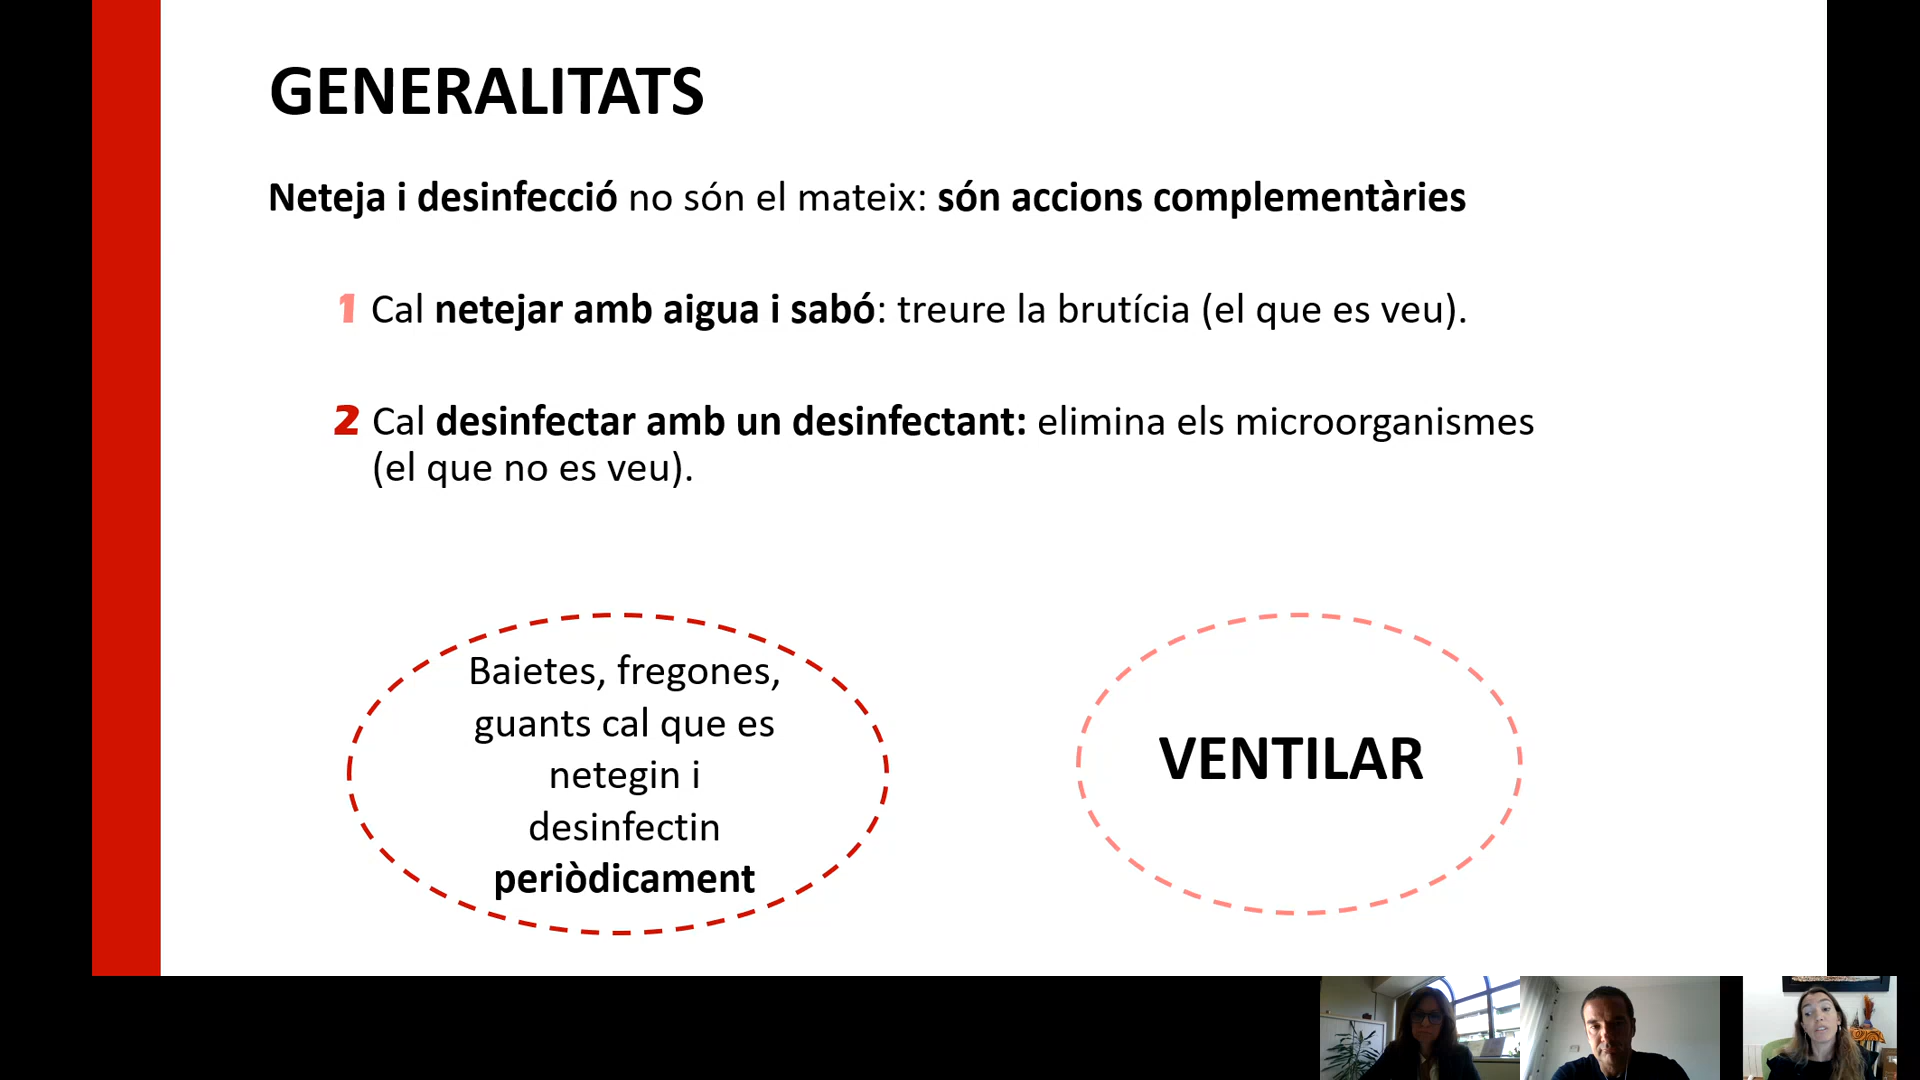 GENERALITATS
Neteja i desinfecció no són el mateix: són accions complementàries
1 Cal netejar amb aigua i sabó: treure la brutícia (el que es veu).
2 Cal desinfectar amb un desinfectant: elimina els microorganismes
(el que no es veu).
Baietes, fregones,
guants cal que es
netegin i
desinfectin
periòdicament
VENTILAR